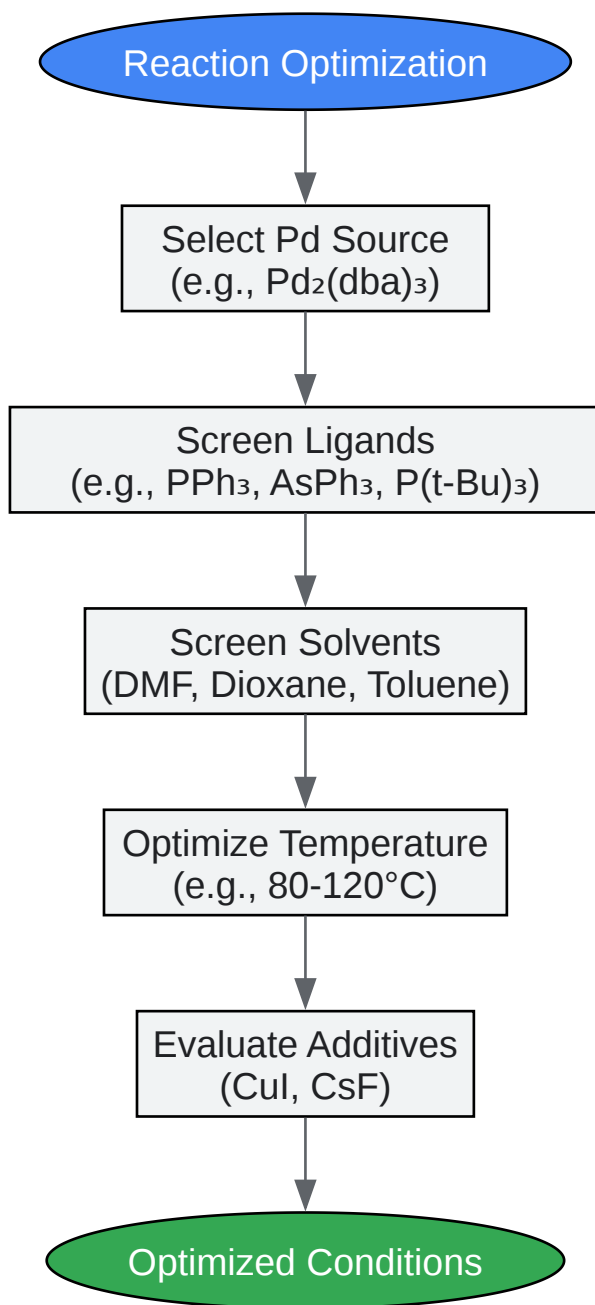 Reaction Optimization
Select Pd Source
(e.g., Pd₂(dba)₃)
Screen Ligands
(e.g., PPh₃, AsPh₃, P(t-Bu)₃)
Screen Solvents
(DMF, Dioxane, Toluene)
Optimize Temperature
(e.g., 80-120°C)
Evaluate Additives
(CuI, CsF)
Optimized Conditions